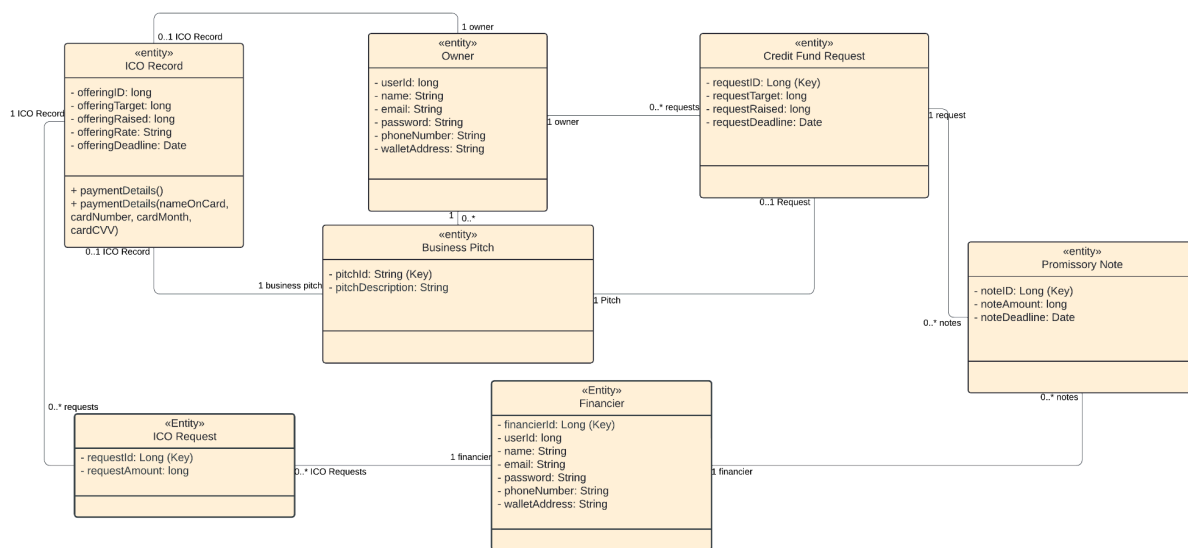 1 owner
0..1 ICO Record
«entity»
ICO Record
- offeringID: long
- offeringTarget: long
- offeringRaised: long
- offeringRate: String
- offeringDeadline: Date
+ paymentDetails()
+ paymentDetails(nameOnCard,
cardNumber, cardMonth,
cardCVV)
«entity»
Owner
- userId: long
- name: String
- email: String
- password: String
- phoneNumber: String
- walletAddress: String
«entity»
Credit Fund Request
- requestID: Long (Key)
- requestTarget: long
- requestRaised: long
- requestDeadline: Date
1 ICO Record
0..* requests
1 owner
1 request
0..1 Request
1
0..*
«entity»
Business Pitch
- pitchId: String (Key)
- pitchDescription: String
0..1 ICO Record
1 business pitch
1 Pitch
«entity»
Promissory Note
- noteID: Long (Key)
- noteAmount: long
- noteDeadline: Date
0..* notes
0..* notes
0..* requests
«Entity»
ICO Request
- requestId: Long (Key)
- requestAmount: long
0..* ICO Requests
1 financier
«Entity»
Financier
- financierId: Long (Key)
- userId: long
- name: String
- email: String
- password: String
- phoneNumber: String
- walletAddress: String
1 financier